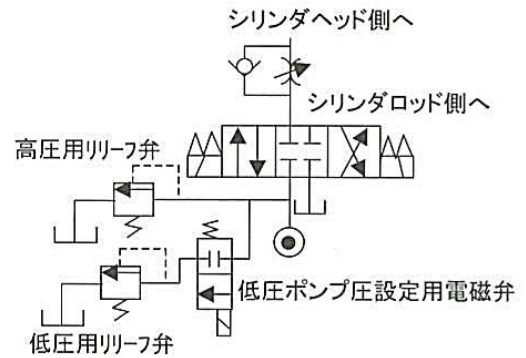 シリンダヘッド側へ
シリンダロッド側へ
高圧用リリーフ弁
低圧ポンプ圧設定用電磁弁
低圧用リリーフ弁